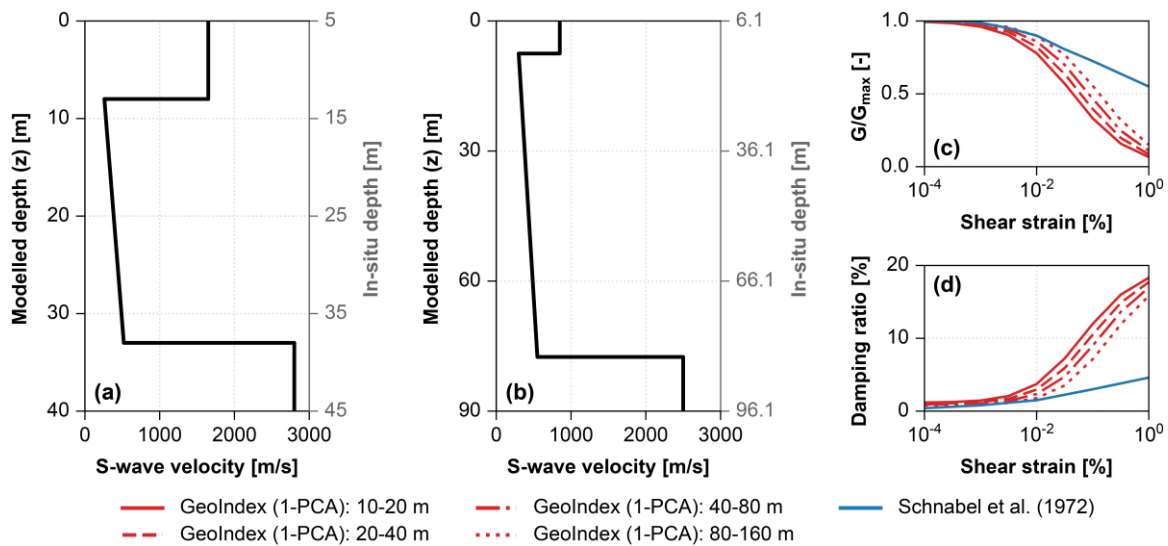 0
10
20
30
40
Modelled depth (z) [m]
5
15
25
35
45
In-situ depth [m]
(a)
0
1000
2000
3000
S-wave velocity [m/s]
0
30
60
90
Modelled depth (z) [m]
6.1
36.1
66.1
96.1
In-situ depth [m]
(b)
0
1000
2000
3000
S-wave velocity [m/s]
1.0
0.5
0.0
G/Gmax [-]
(c)
10⁻⁴
10⁻²
10⁰
Shear strain [%]
20
10
0
Damping ratio [%]
(d)
10⁻⁴
10⁻²
10⁰
Shear strain [%]
GeoIndex (1-PCA): 10-20 m
GeoIndex (1-PCA): 40-80 m
Schnabel et al. (1972)
GeoIndex (1-PCA): 20-40 m
GeoIndex (1-PCA): 80-160 m